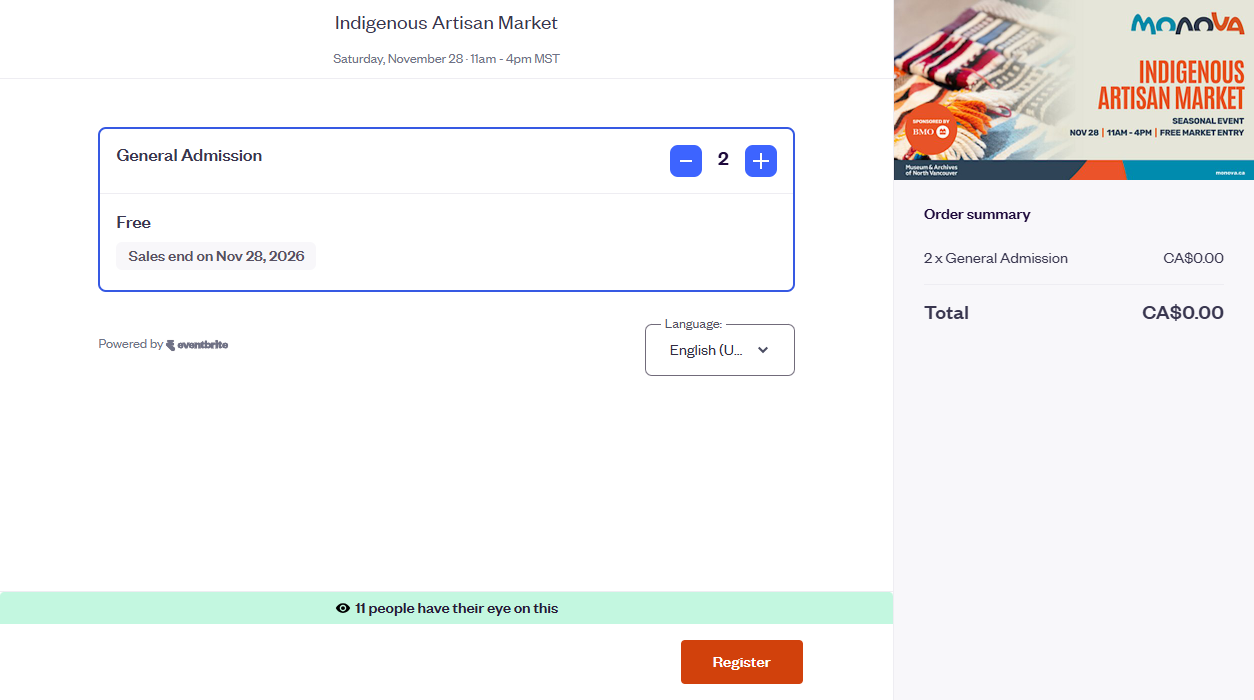 Indigenous Artisan Market
Saturday, November 28 · 11am - 4pm MST
General Admission
2
Free
Sales end on Nov 28, 2026
Powered by eventbrite
Language:
English (U...
11 people have their eye on this
Register
MONOVA
INDIGENOUS
ARTISAN MARKET
SEASONAL EVENT
NOV 28 | 11AM - 4PM | FREE MARKET ENTRY
SPONSORED BY
BMO
Museum & Archives
of North Vancouver
monova.ca
Order summary
2 x General Admission CA$0.00
Total CA$0.00